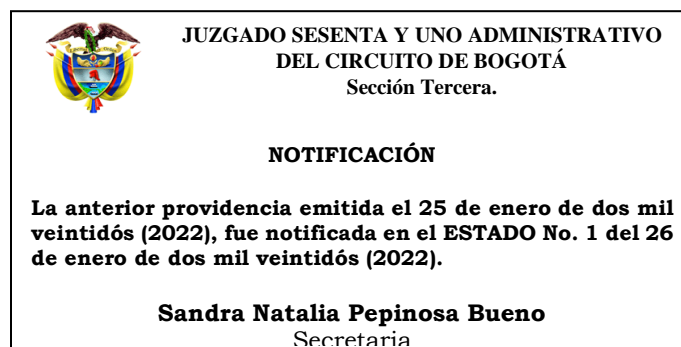 JUZGADO SESENTA Y UNO ADMINISTRATIVO
DEL CIRCUITO DE BOGOTÁ
Sección Tercera.
NOTIFICACIÓN
La anterior providencia emitida el 25 de enero de dos mil
veintidós (2022), fue notificada en el ESTADO No. 1 del 26
de enero de dos mil veintidós (2022).
Sandra Natalia Pepinosa Bueno
Secretaria